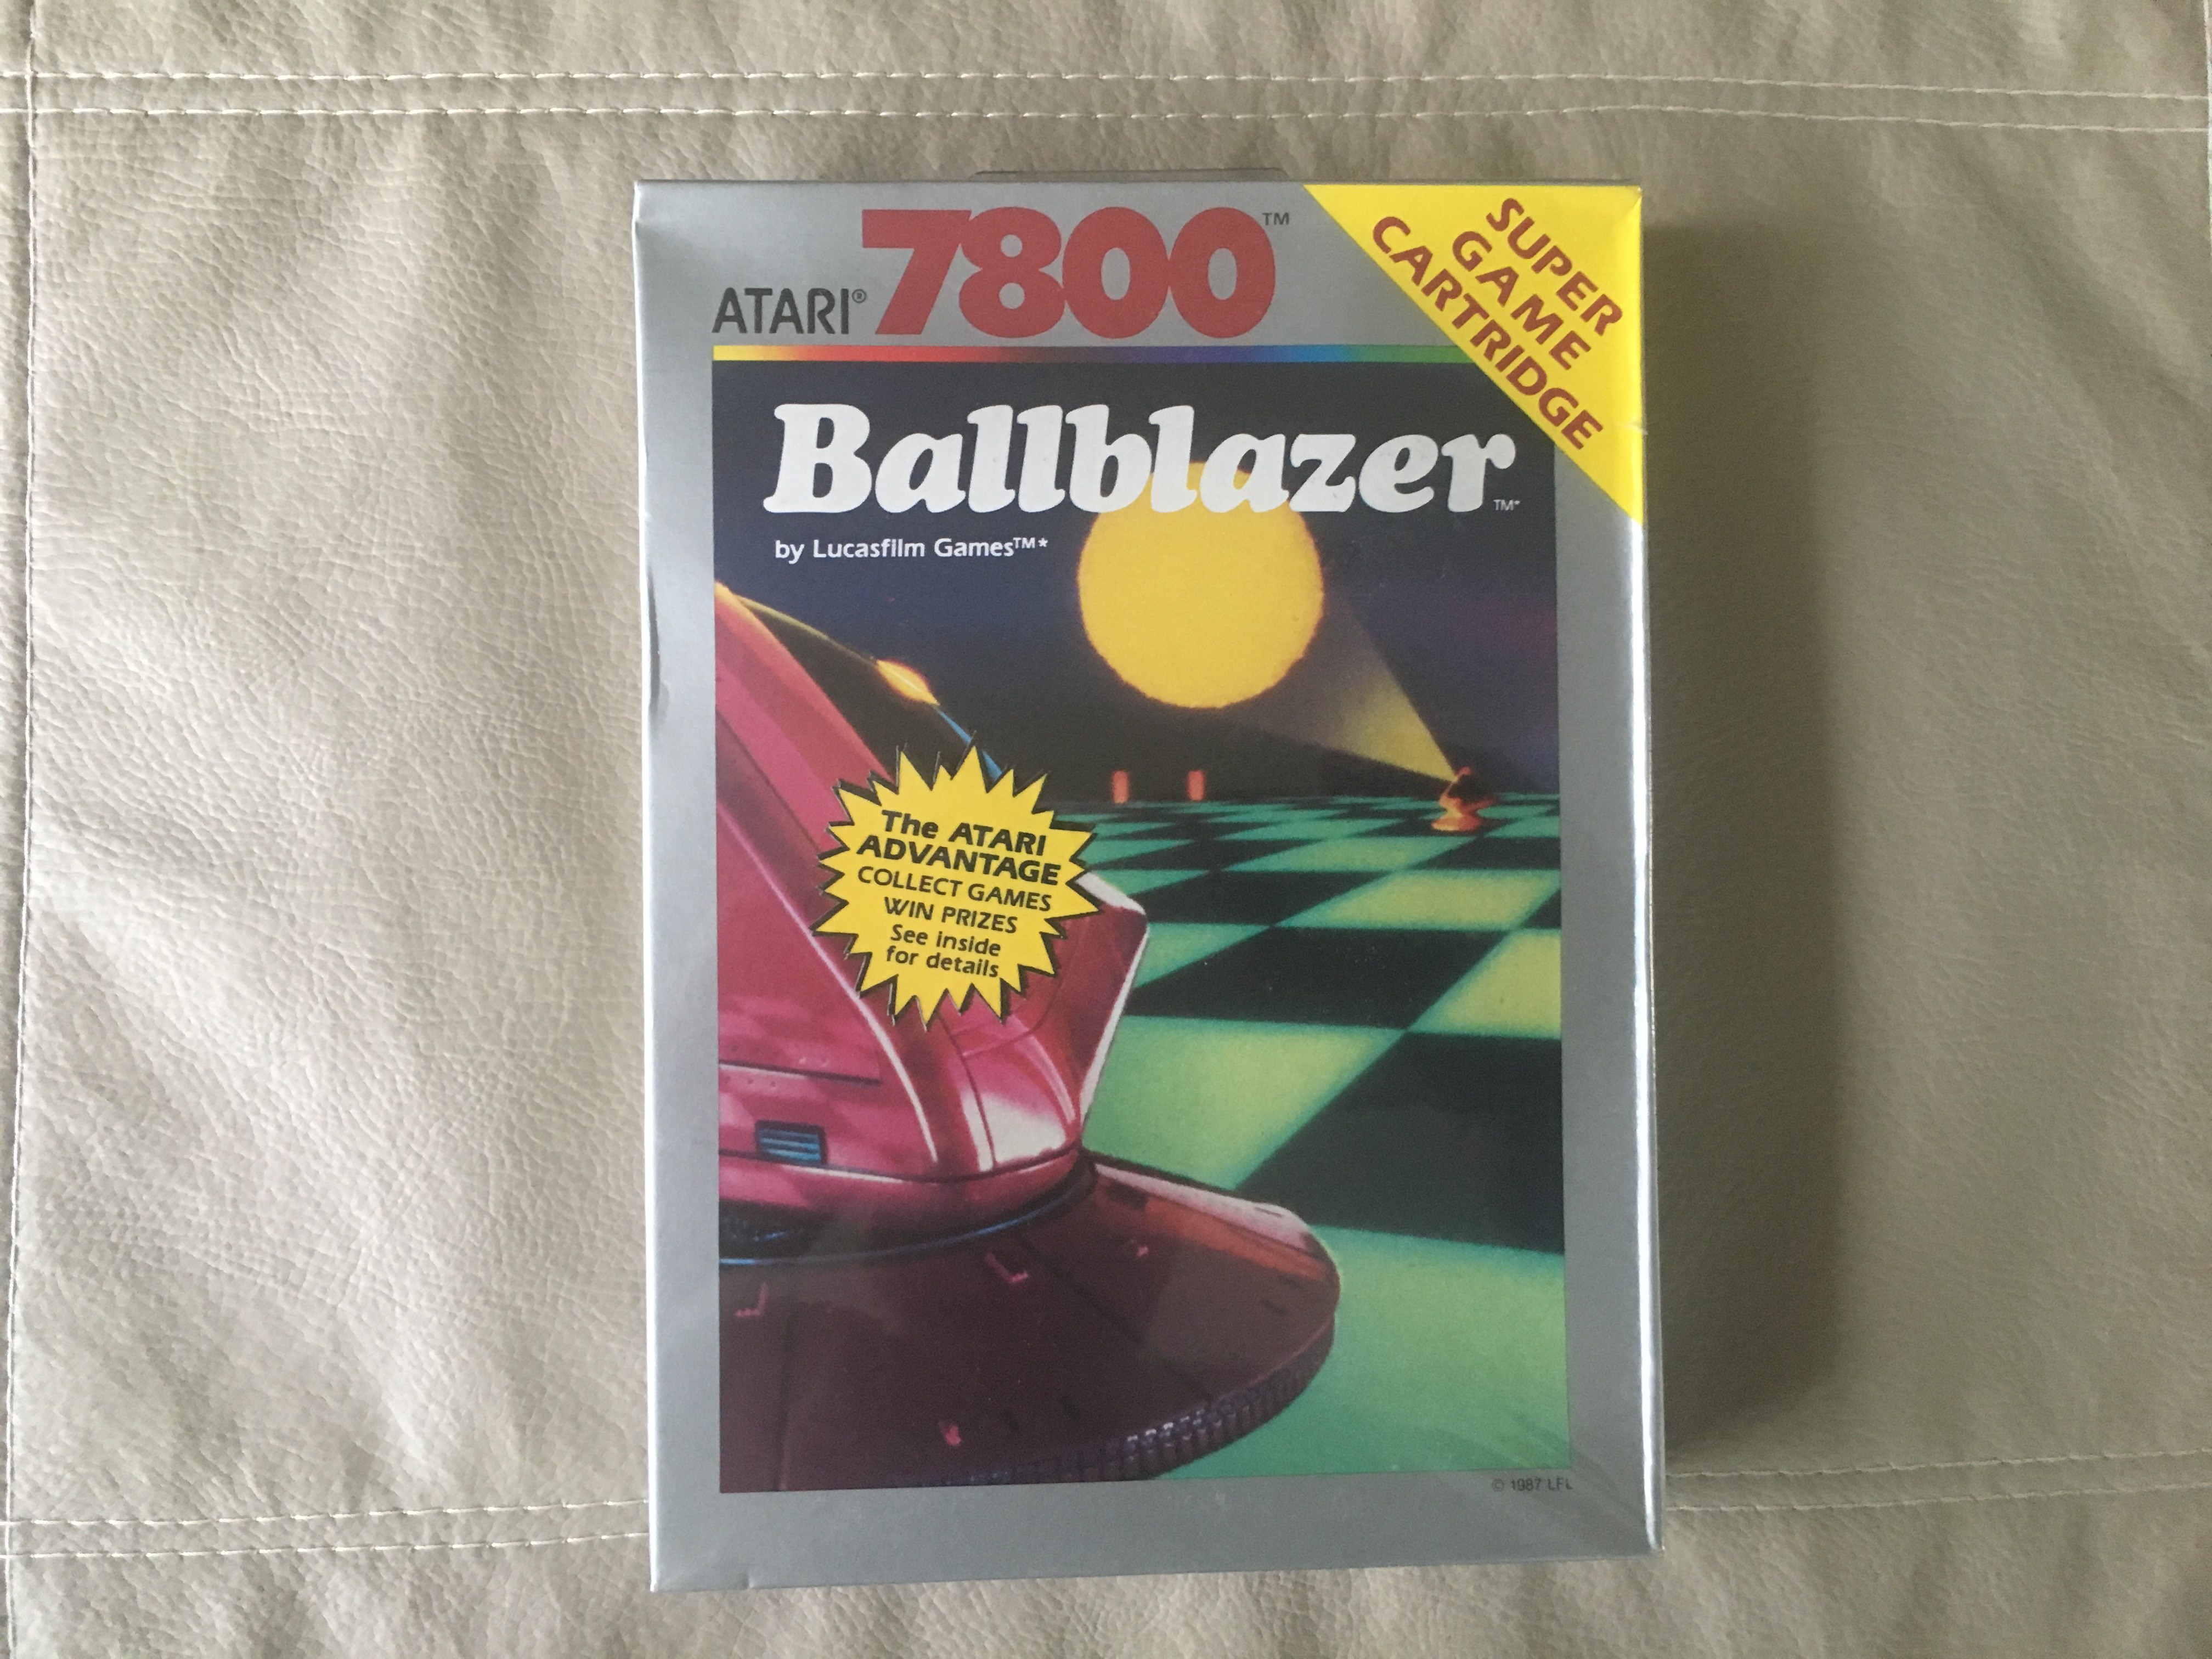 ATARI® 7800™
SUPER
GAME
CARTRIDGE
Ballblazer™*
by Lucasfilm Games™*
The ATARI
ADVANTAGE
COLLECT GAMES
WIN PRIZES
See inside
for details
© 1987 LFL